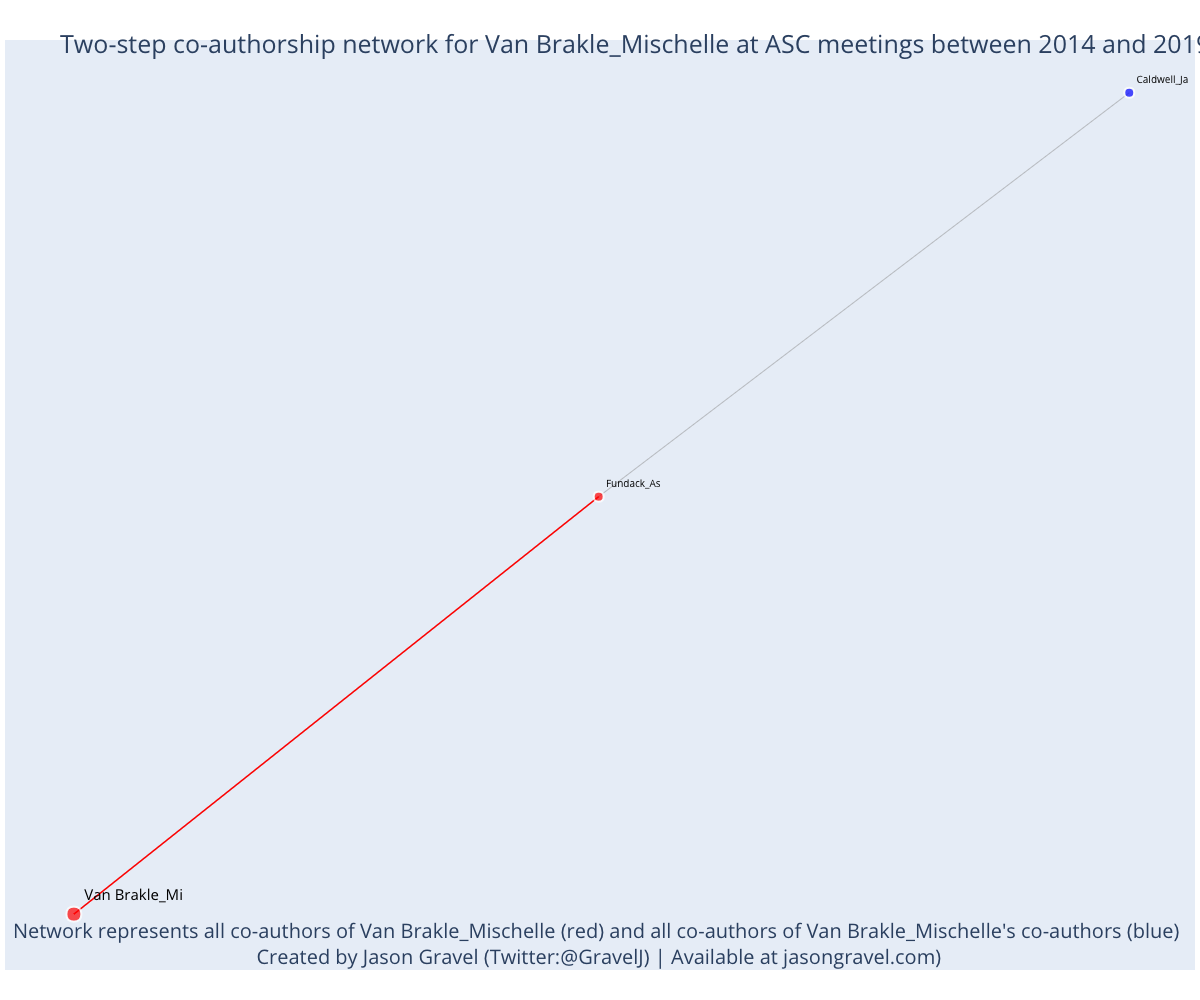 Two-step co-authorship network for Van Brakle_Mischelle at ASC meetings between 2014 and 2019
Caldwell_Ja
Fundack_As
Van Brakle_Mi
Network represents all co-authors of Van Brakle_Mischelle (red) and all co-authors of Van Brakle_Mischelle's co-authors (blue)
Created by Jason Gravel (Twitter:@GravelJ) | Available at jasongravel.com)